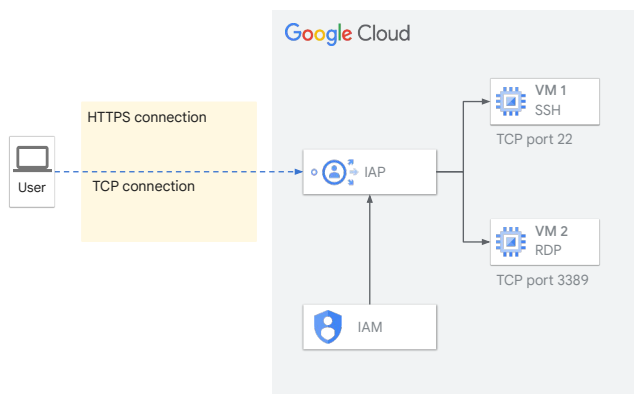 Google Cloud
HTTPS connection
TCP connection
User
IAP
IAM
VM 1
SSH
TCP port 22
VM 2
RDP
TCP port 3389